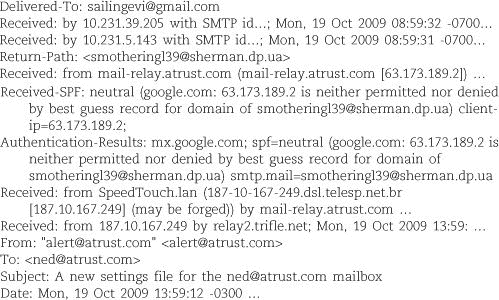 Delivered-To: sailingevi@gmail.com
Received: by 10.231.39.205 with SMTP id…; Mon, 19 Oct 2009 08:59:32 -0700…
Received: by 10.231.5.143 with SMTP id…; Mon, 19 Oct 2009 08:59:31 -0700…
Return-Path: <smotheringl39@sherman.dp.ua>
Received: from mail-relay.atrust.com (mail-relay.atrust.com [63.173.189.2]) …
Received-SPF: neutral (google.com: 63.173.189.2 is neither permitted nor denied
by best guess record for domain of smotheringl39@sherman.dp.ua) client-
ip=63.173.189.2;
Authentication-Results: mx.google.com; spf=neutral (google.com: 63.173.189.2 is
neither permitted nor denied by best guess record for domain of
smotheringl39@sherman.dp.ua) smtp.mail=smotheringl39@sherman.dp.ua
Received: from SpeedTouch.lan (187-10-167-249.dsl.telesp.net.br
[187.10.167.249] (may be forged)) by mail-relay.atrust.com …
Received: from 187.10.167.249 by relay2.trifle.net; Mon, 19 Oct 2009 13:59: …
From: "alert@atrust.com" <alert@atrust.com>
To: <ned@atrust.com>
Subject: A new settings file for the ned@atrust.com mailbox
Date: Mon, 19 Oct 2009 13:59:12 -0300 …